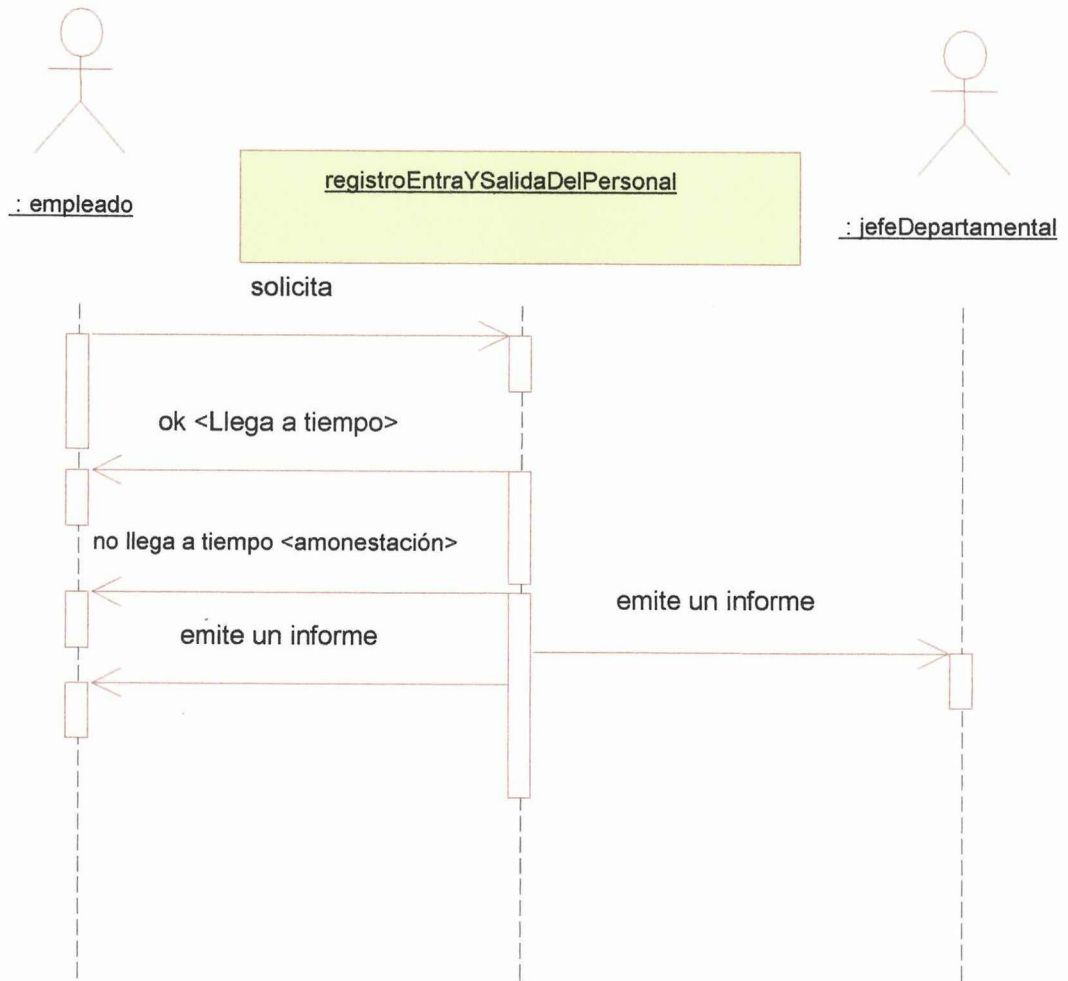 registroEntraYSalidaDelPersonal
: empleado
: jefeDepartamental
solicita
ok <Llega a tiempo>
no llega a tiempo <amonestación>
emite un informe
emite un informe